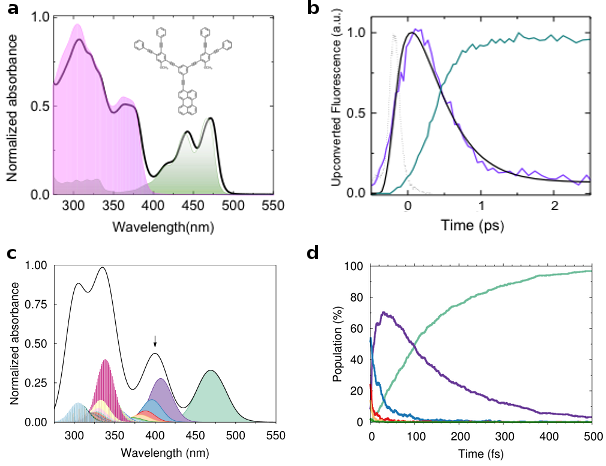 a
Normalized absorbance
1.0
0.5
0.0
300 350 400 450 500 550
Wavelength(nm)
b
Upconverted Fluorescence (a.u.)
1.0
0.5
0.0
0 1 2
Time (ps)
c
Normalized absorbance
1.00
0.75
0.50
0.25
0.00
300 350 400 450 500 550
Wavelength (nm)
d
Population (%)
100
80
60
40
20
0
0 100 200 300 400 500
Time (fs)